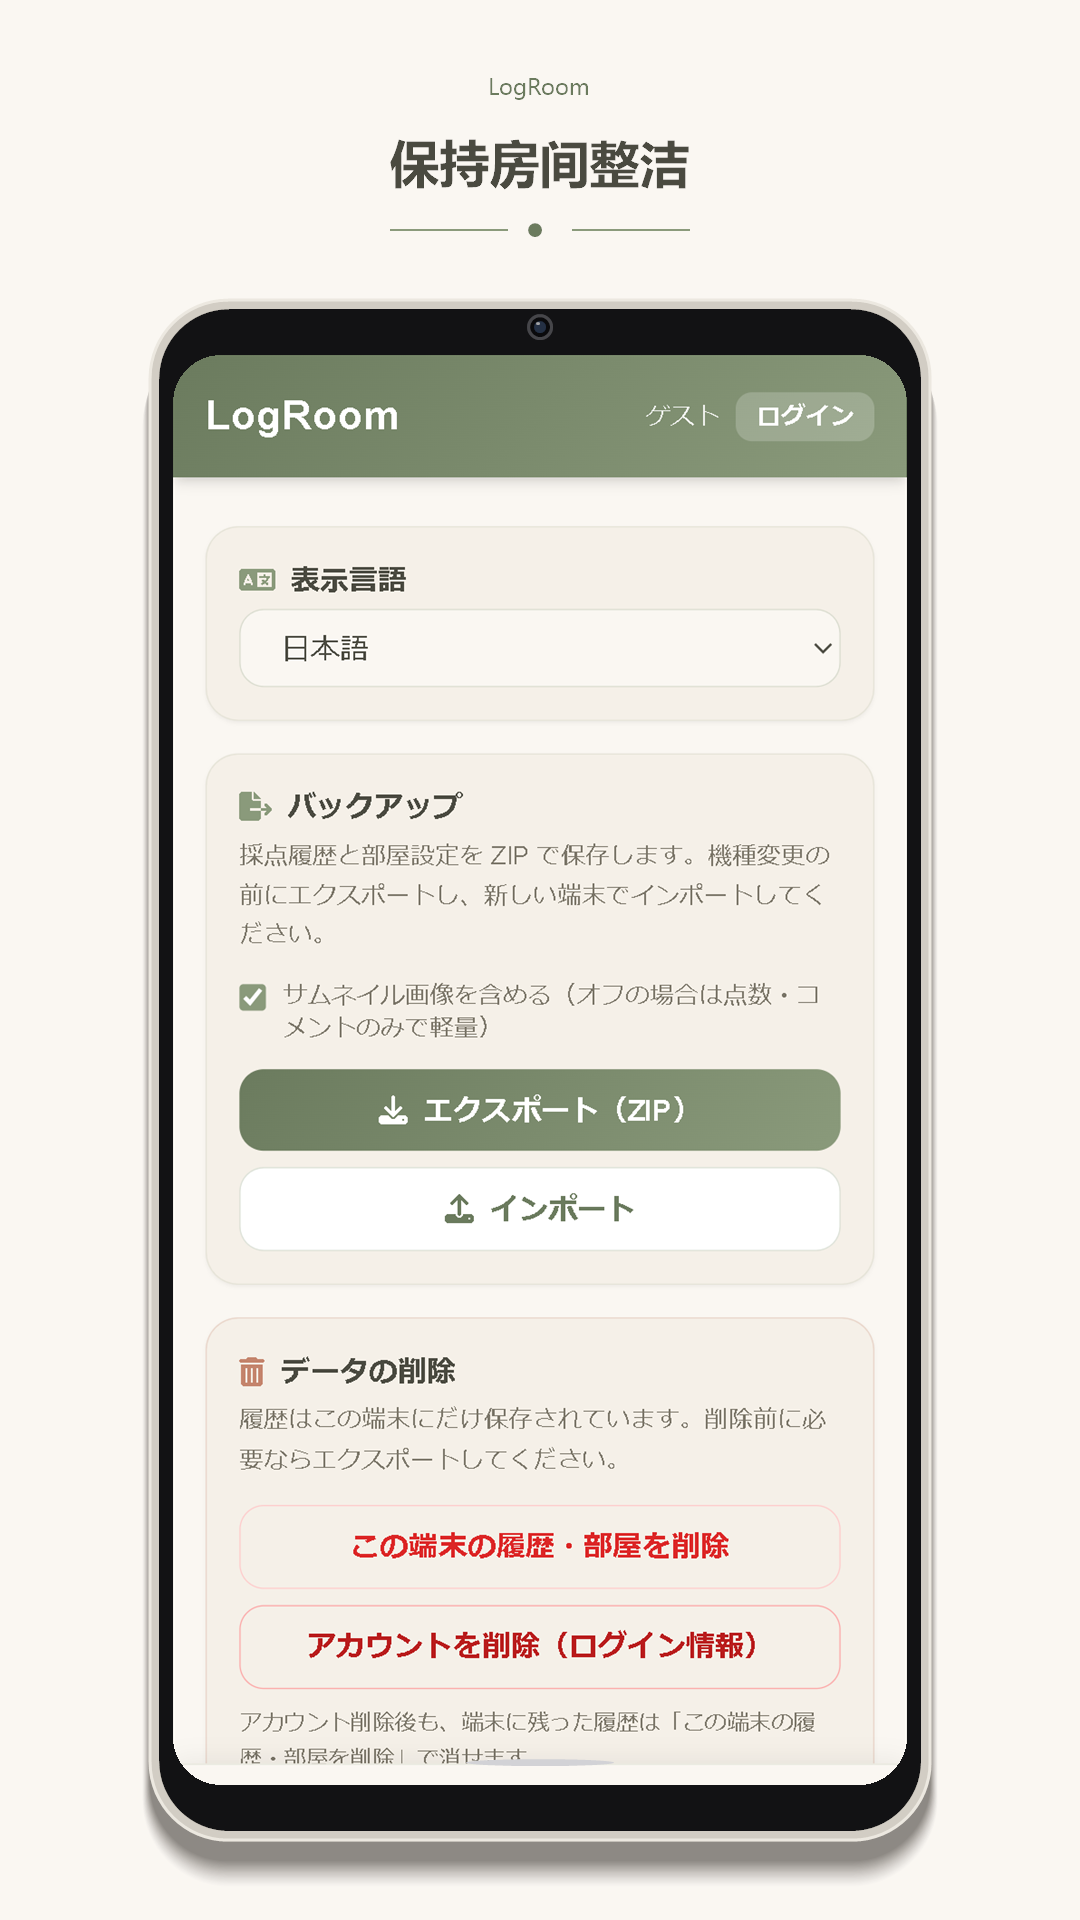 LogRoom
保持房间整洁
LogRoom
ゲスト
ログイン
表示言語
日本語
バックアップ
採点履歴と部屋設定を ZIP で保存します。機種変更の
前にエクスポートし、新しい端末でインポートしてく
ださい。
サムネイル画像を含める（オフの場合は点数・コ
メントのみで軽量）
エクスポート（ZIP）
インポート
データの削除
履歴はこの端末にだけ保存されています。削除前に必
要ならエクスポートしてください。
この端末の履歴・部屋を削除
アカウントを削除（ログイン情報）
アカウント削除後も、端末に残った履歴は「この端末の履
歴・部屋を削除」で消せます